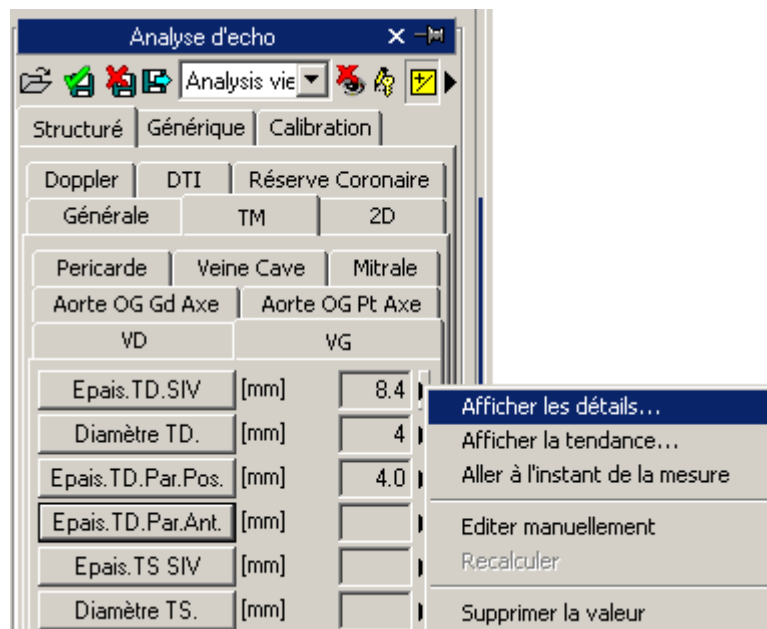 Analyse d'echo
Analysis vie
Structuré Générique Calibration
Doppler DTI Réserve Coronaire
Générale TM 2D
Pericarde Veine Cave Mitrale
Aorte OG Gd Axe Aorte OG Pt Axe
VD VG
Epais.TD.SIV [mm] 8.4
Diamètre TD. [mm] 4
Epais.TD.Par.Pos. [mm] 4.0
Epais.TD.Par.Ant. [mm]
Epais.TS SIV [mm]
Diamètre TS. [mm]
Afficher les détails...
Afficher la tendance...
Aller à l'instant de la mesure
Editer manuellement
Recalculer
Supprimer la valeur